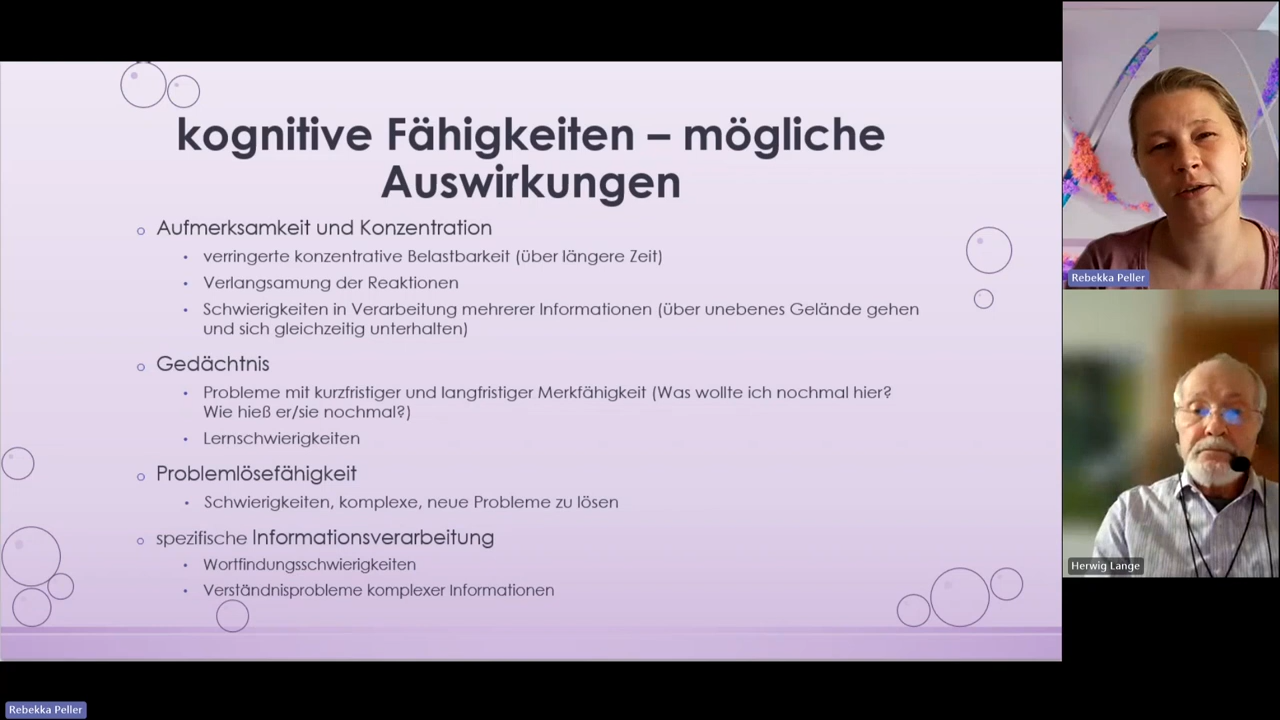 kognitive Fähigkeiten – mögliche
Auswirkungen
Aufmerksamkeit und Konzentration
verringerte konzentrative Belastbarkeit (über längere Zeit)
Verlangsamung der Reaktionen
Schwierigkeiten in Verarbeitung mehrerer Informationen (über unebenes Gelände gehen
und sich gleichzeitig unterhalten)
Gedächtnis
Probleme mit kurzfristiger und langfristiger Merkfähigkeit (Was wollte ich nochmal hier?
Wie hieß er/sie nochmal?)
Lernschwierigkeiten
Problemlösefähigkeit
Schwierigkeiten, komplexe, neue Probleme zu lösen
spezifische Informationsverarbeitung
Wortfindungsschwierigkeiten
Verständnisprobleme komplexer Informationen
Rebekka Peller
Herwig Lange
Rebekka Peller